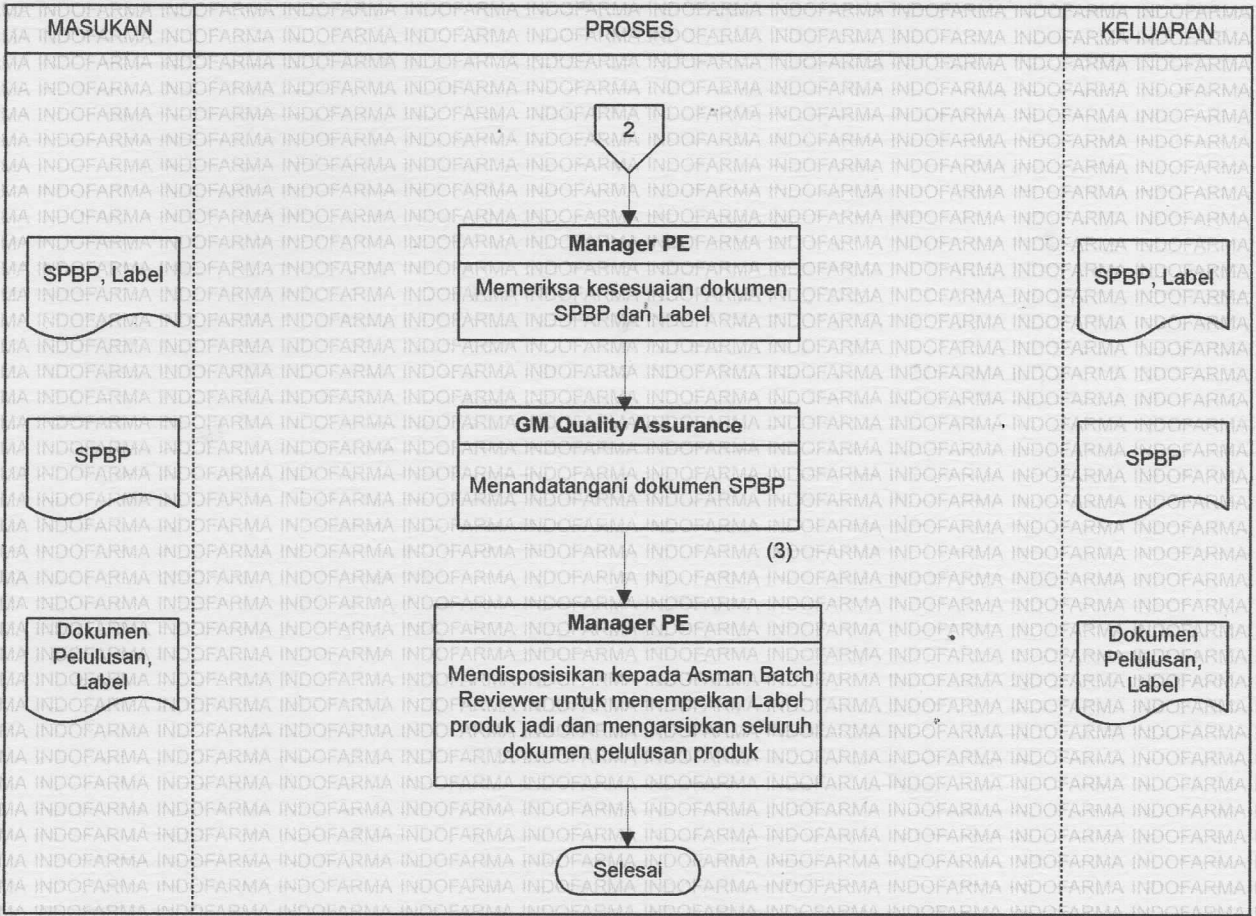 MASUKAN PROSES KELUARAN
2
Manager PE
SPBP, Label
Memeriksa kesesuaian dokumen
SPBP dan Label
SPBP, Label
GM Quality Assurance
SPBP
Menandatangani dokumen SPBP
SPBP
(3)
Manager PE
Dokumen
Pelulusan,
Label
Mendisposisikan kepada Asman Batch
Reviewer untuk menempelkan Label
produk jadi dan mengarsipkan seluruh
dokumen pelulusan produk
Dokumen
Pelulusan,
Label
Selesai